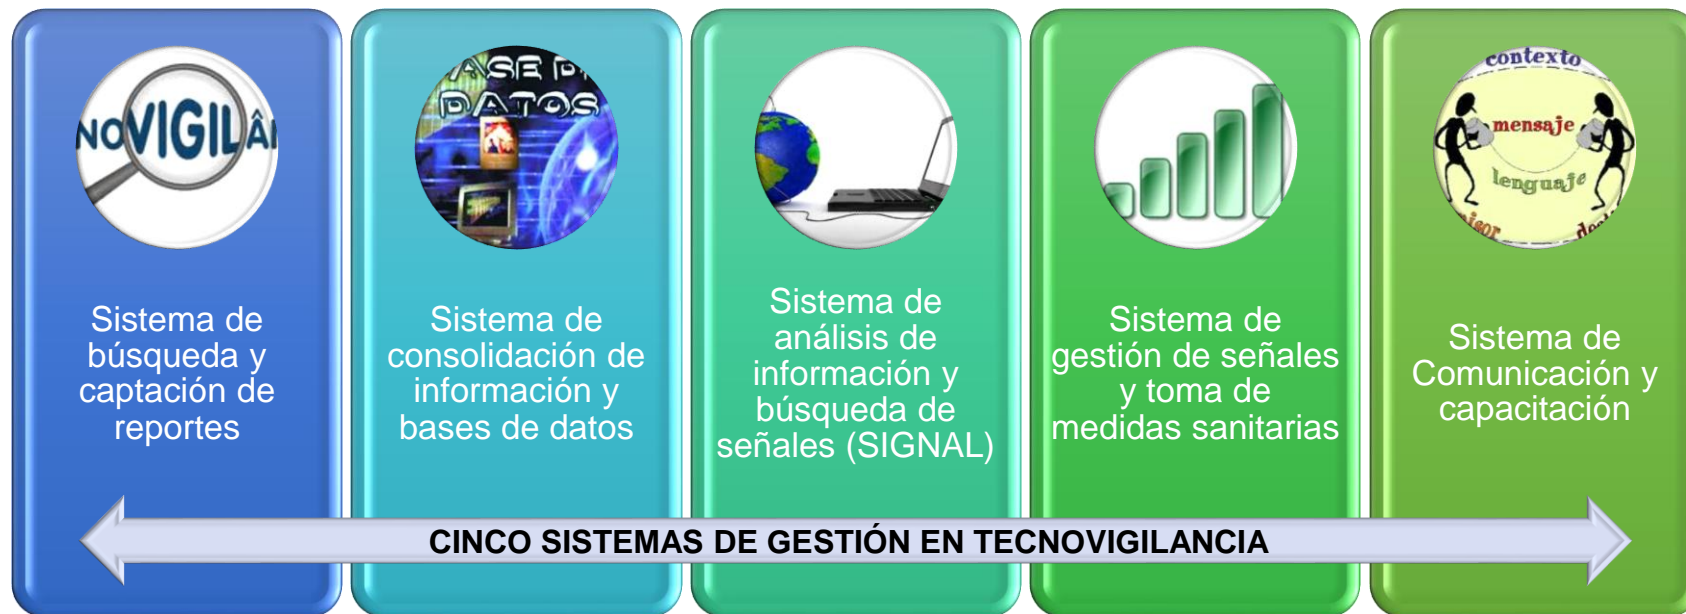 NOVIGILÂ
BASE DE
DATOS
contexto
mensaje
lenguaje
Sistema de
búsqueda y
captación de
reportes
Sistema de
consolidación de
información y
bases de datos
Sistema de
análisis de
información y
búsqueda de
señales (SIGNAL)
Sistema de
gestión de señales
y toma de
medidas sanitarias
Sistema de
Comunicación y
capacitación
CINCO SISTEMAS DE GESTIÓN EN TECNOVIGILANCIA